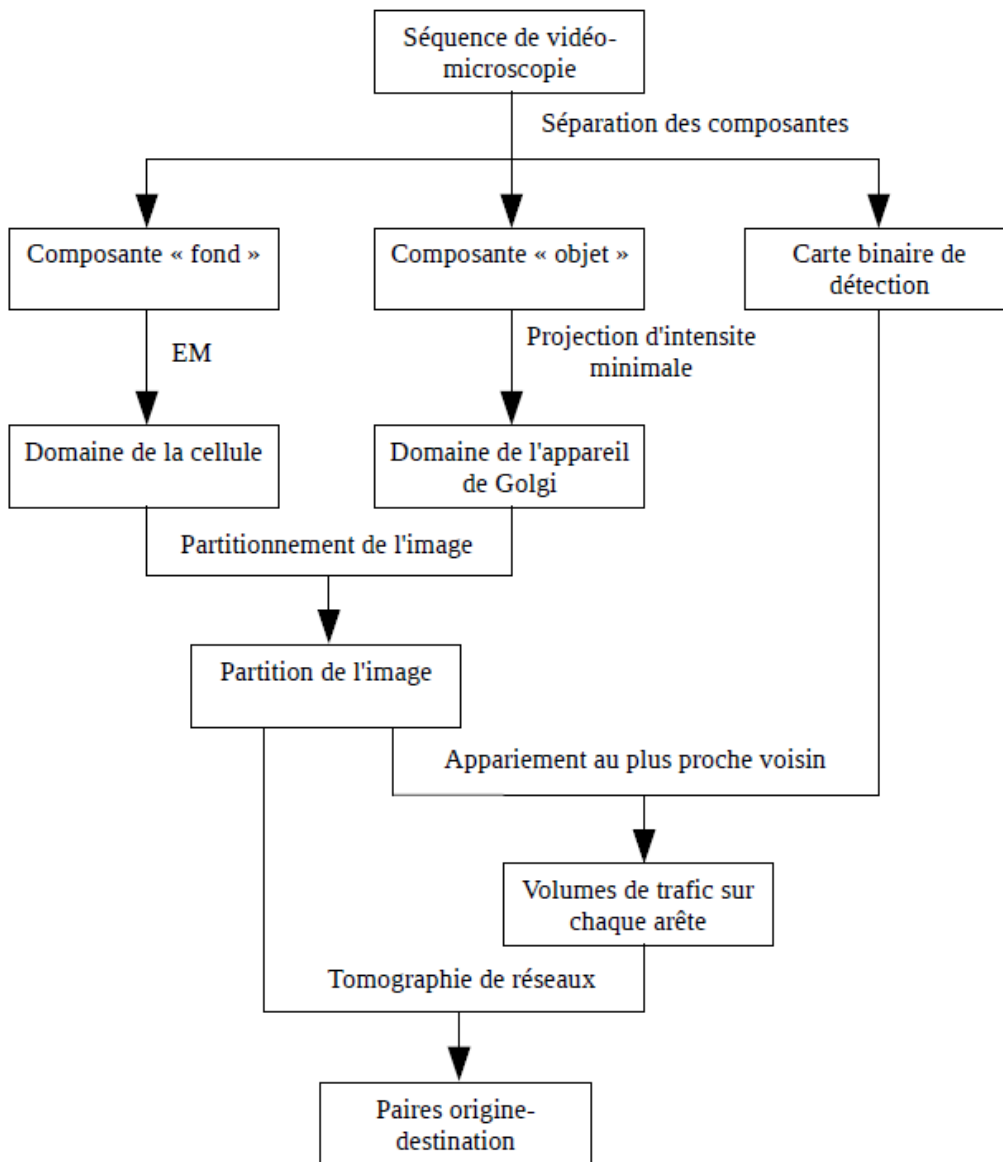 Séquence de vidéo-
microscopie
Séparation des composantes
Composante « fond »
Composante « objet »
Carte binaire de
détection
EM
Projection d'intensite
minimale
Domaine de la cellule
Domaine de l'appareil
de Golgi
Partitionnement de l'image
Partition de l'image
Appariement au plus proche voisin
Volumes de trafic sur
chaque arête
Tomographie de réseaux
Paires origine-
destination